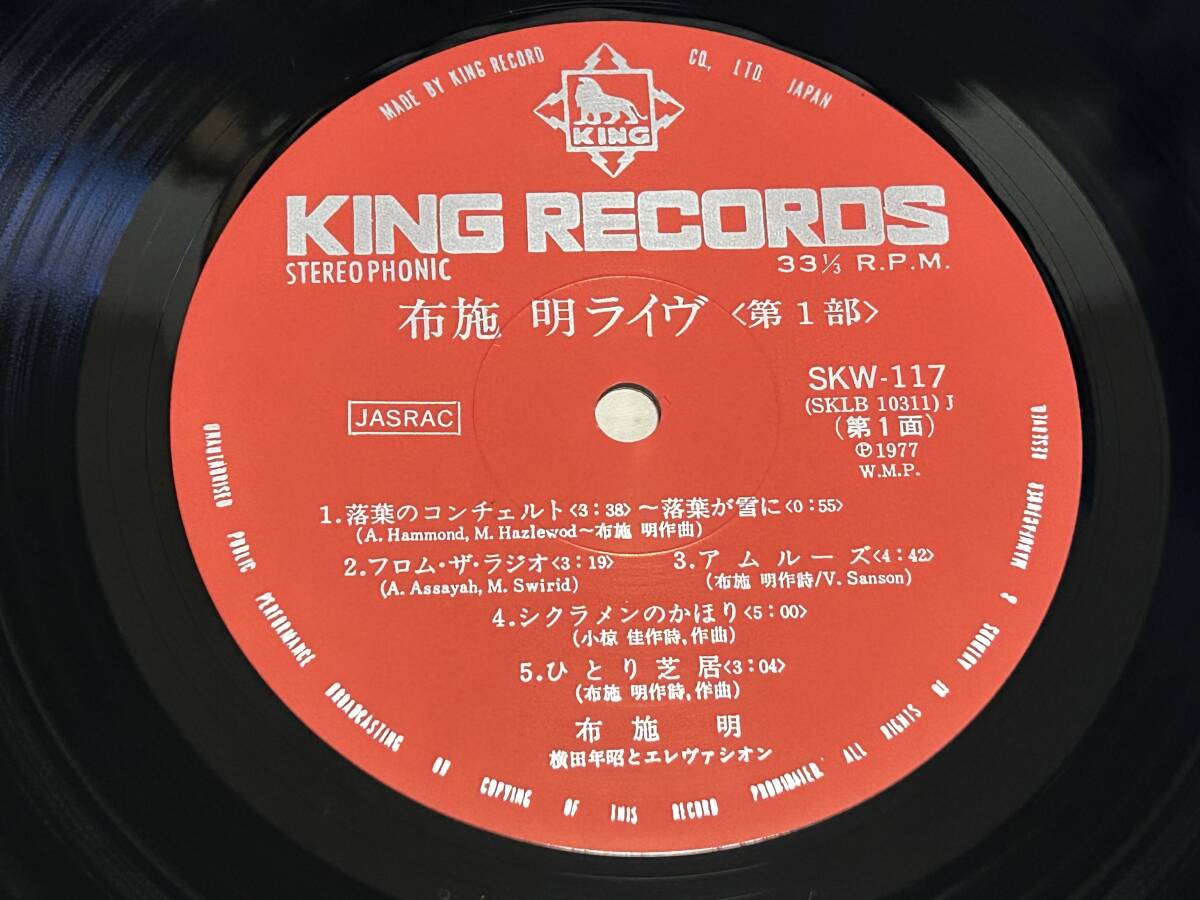 MADE BY KING RECORD CO., LTD. JAPAN
KING
KING RECORDS
STEREOPHONIC
33⅓ R.P.M.
布施 明ライヴ〈第1部〉
JASRAC
SKW-117
(SKLB 10311) J
(第1面)
Ⓟ1977
W.M.P.
1.落葉のコンチェルト<3:38>〜落葉が雪に<0:55>
(A. Hammond, M. Hazlewod〜布施 明作曲)
2.フロム・ザ・ラジオ<3:19> 3.アムルーズ<4:42>
(A. Assayah, M. Swirid) (布施 明作詩/V. Sanson)
4.シクラメンのかほり<5:00>
(小椋 佳作詩,作曲)
5.ひとり芝居<3:04>
(布施 明作詩,作曲)
布施 明
横田年昭とエレヴァシオン
UNAUTHORISED PUBLIC PERFORMANCE BROADCASTING OR COPYING OF THIS RECORD PROHIBITED ALL RIGHTS OF AUTHORS & MANUFACTURER RESERVED